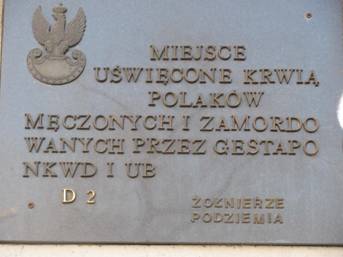 MIEJSCE
UŚWIĘCONE KRWIĄ
POLAKÓW
MĘCZONYCH I ZAMORDO
WANYCH PRZEZ GESTAPO
NKWD I UB
D 2
ŻOŁNIERZE
PODZIEMIA